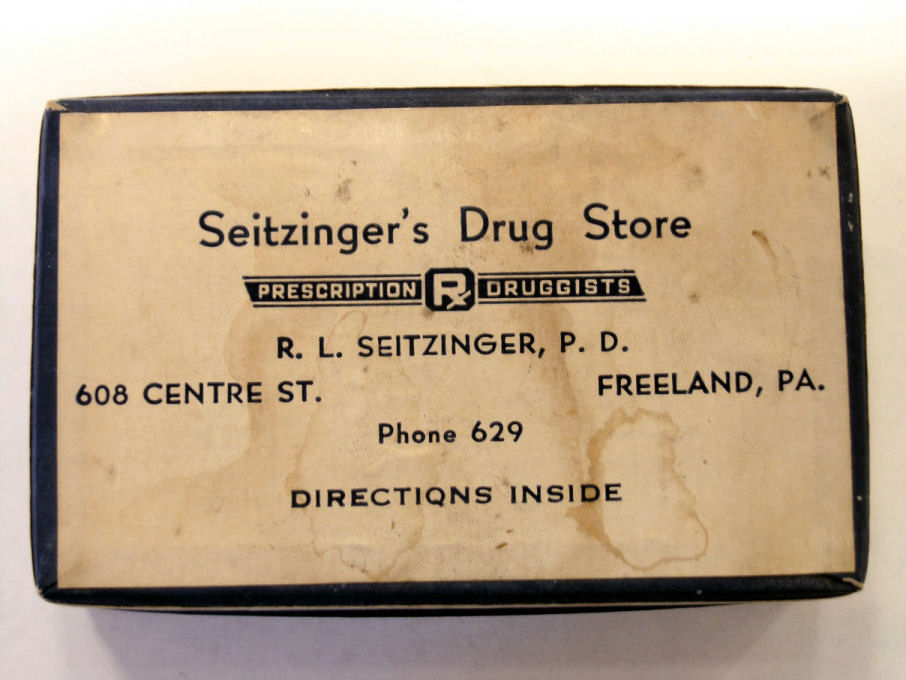 Seitzinger's Drug Store
PRESCRIPTION Rx DRUGGISTS
R. L. SEITZINGER, P. D.
608 CENTRE ST. FREELAND, PA.
Phone 629
DIRECTIONS INSIDE